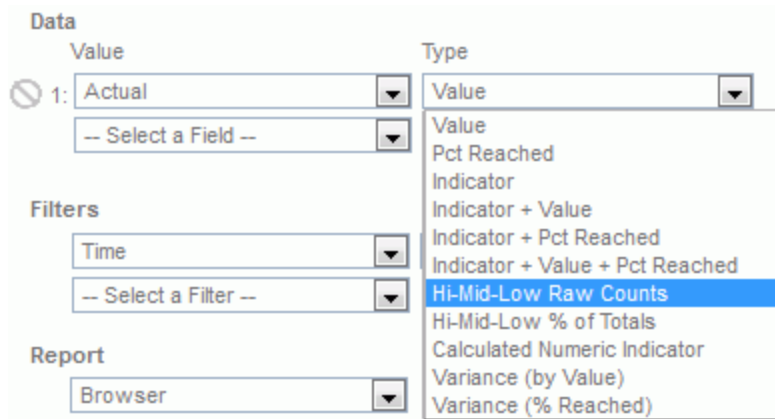 Data
Value Type
1: Actual Value
-- Select a Field --
Value
Pct Reached
Indicator
Indicator + Value
Indicator + Pct Reached
Indicator + Value + Pct Reached
Hi-Mid-Low Raw Counts
Hi-Mid-Low % of Totals
Calculated Numeric Indicator
Variance (by Value)
Variance (% Reached)
Filters
Time
-- Select a Filter --
Report
Browser